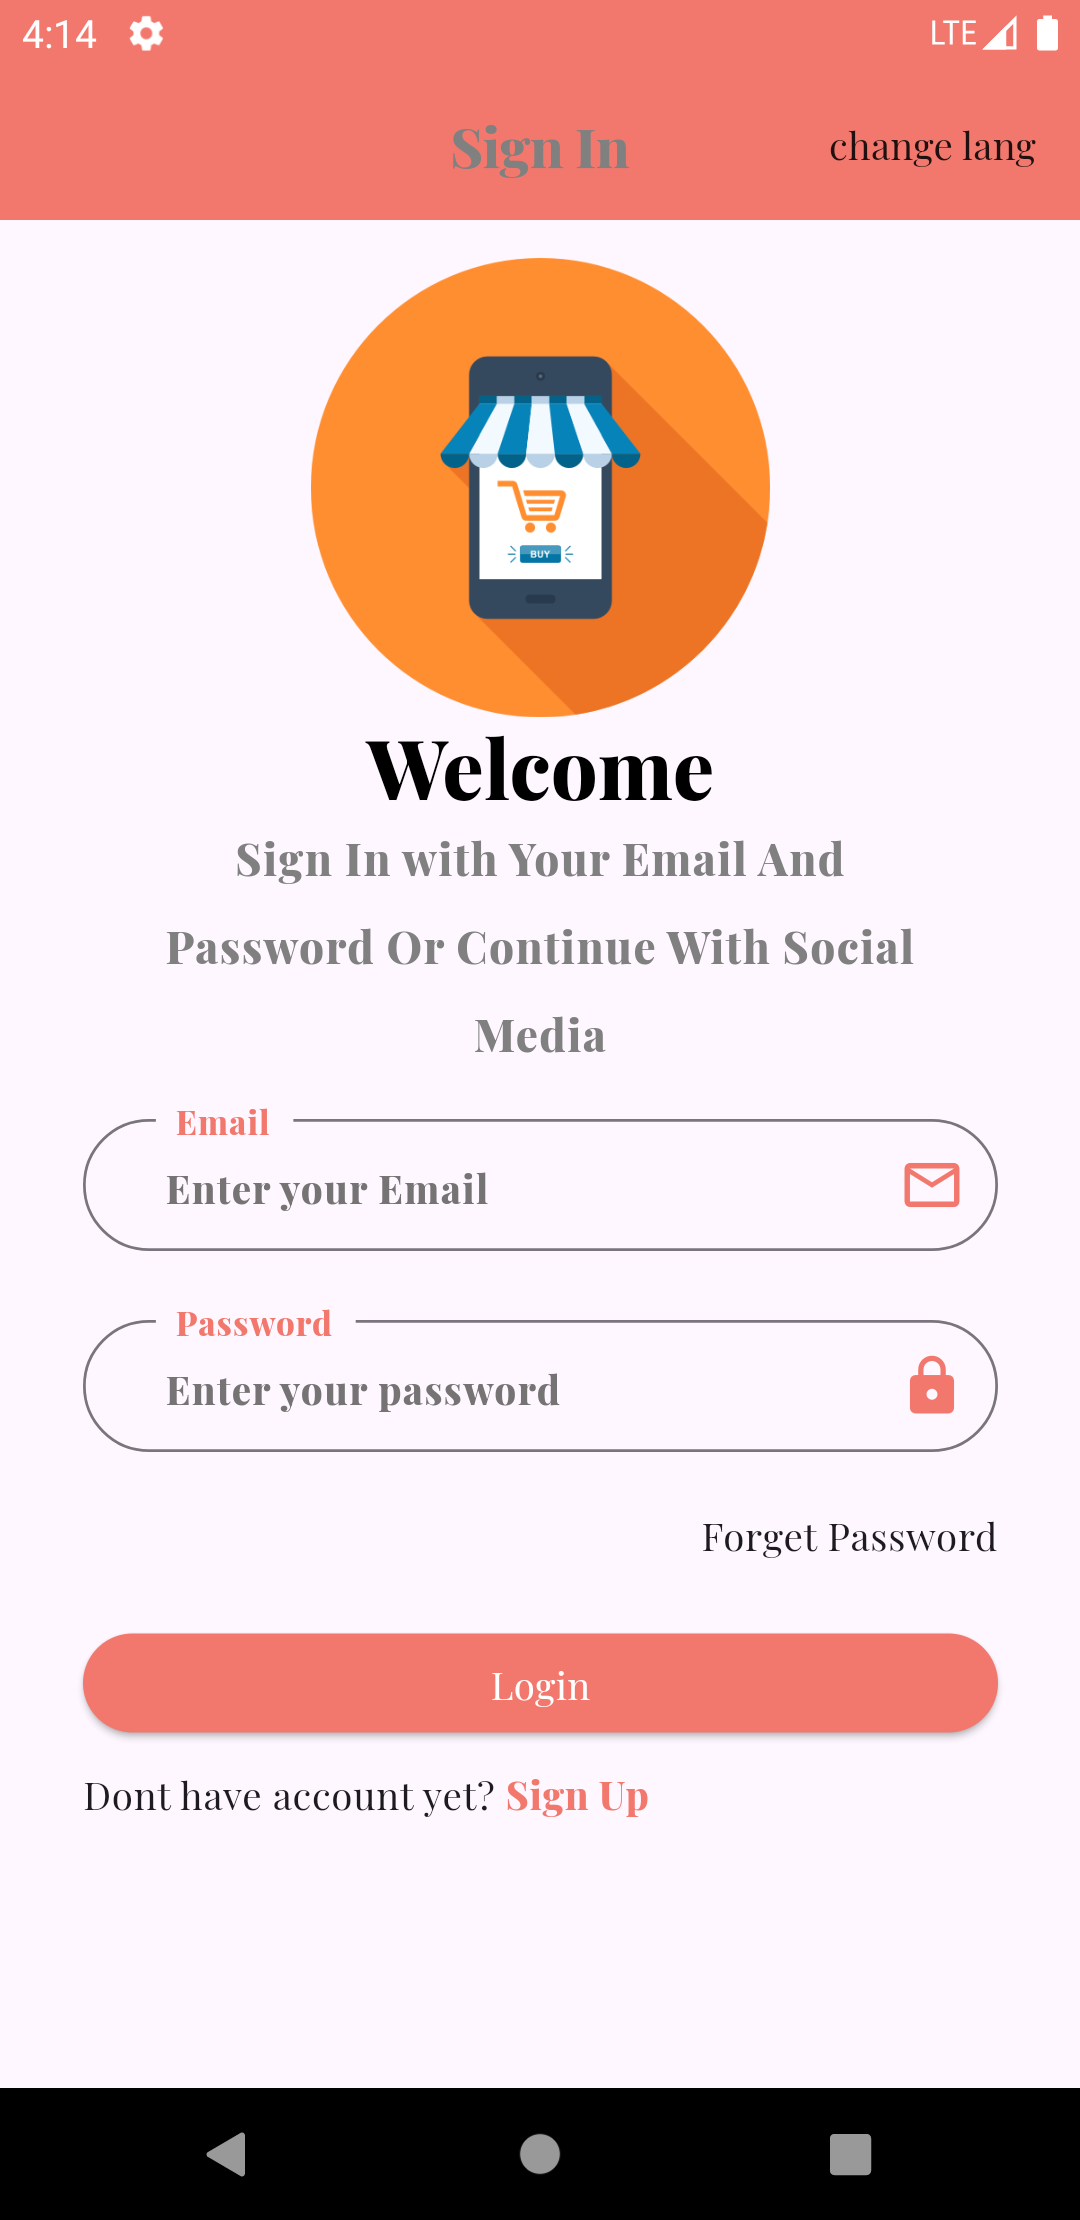 4:14 LTE
Sign In change lang
BUY
Welcome
Sign In with Your Email And
Password Or Continue With Social
Media
Email
Enter your Email
Password
Enter your password
Forget Password
Login
Dont have account yet? Sign Up